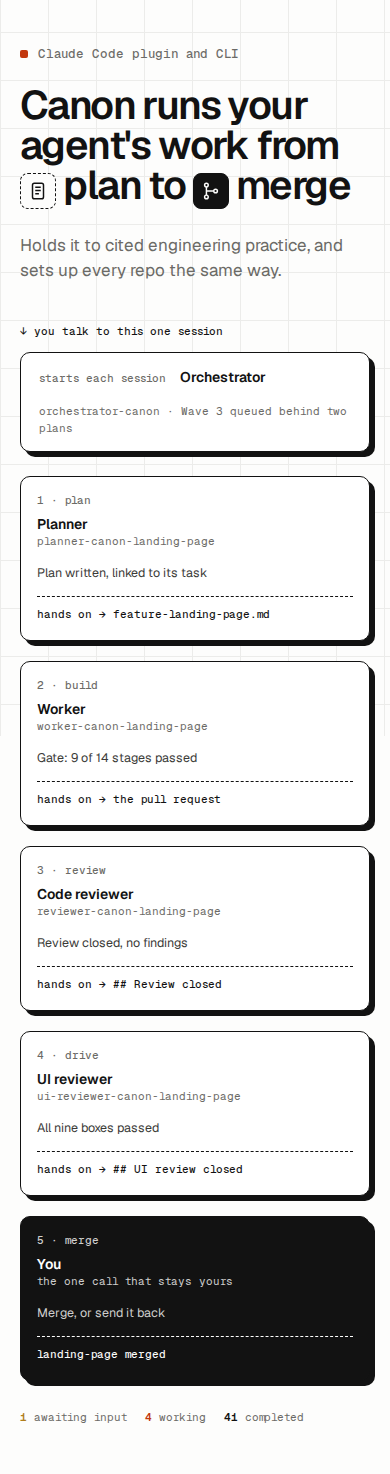 Claude Code plugin and CLI
Canon runs your
agent's work from
plan to merge
Holds it to cited engineering practice, and
sets up every repo the same way.
↓ you talk to this one session
starts each session Orchestrator
orchestrator-canon · Wave 3 queued behind two
plans
1 · plan
Planner
planner-canon-landing-page
Plan written, linked to its task
hands on → feature-landing-page.md
2 · build
Worker
worker-canon-landing-page
Gate: 9 of 14 stages passed
hands on → the pull request
3 · review
Code reviewer
reviewer-canon-landing-page
Review closed, no findings
hands on → ## Review closed
4 · drive
UI reviewer
ui-reviewer-canon-landing-page
All nine boxes passed
hands on → ## UI review closed
5 · merge
You
the one call that stays yours
Merge, or send it back
landing-page merged
1 awaiting input 4 working 41 completed